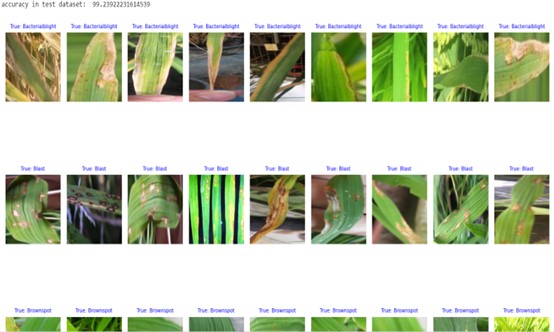 accuracy in test dataset: 99.23922231614539
True: Bacterialblight True: Bacterialblight True: Bacterialblight True: Bacterialblight True: Bacterialblight True: Bacterialblight True: Bacterialblight True: Bacterialblight True: Bacterialblight
True: Blast True: Blast True: Blast True: Blast True: Blast True: Blast True: Blast True: Blast True: Blast
True: Brownspot True: Brownspot True: Brownspot True: Brownspot True: Brownspot True: Brownspot True: Brownspot True: Brownspot True: Brownspot